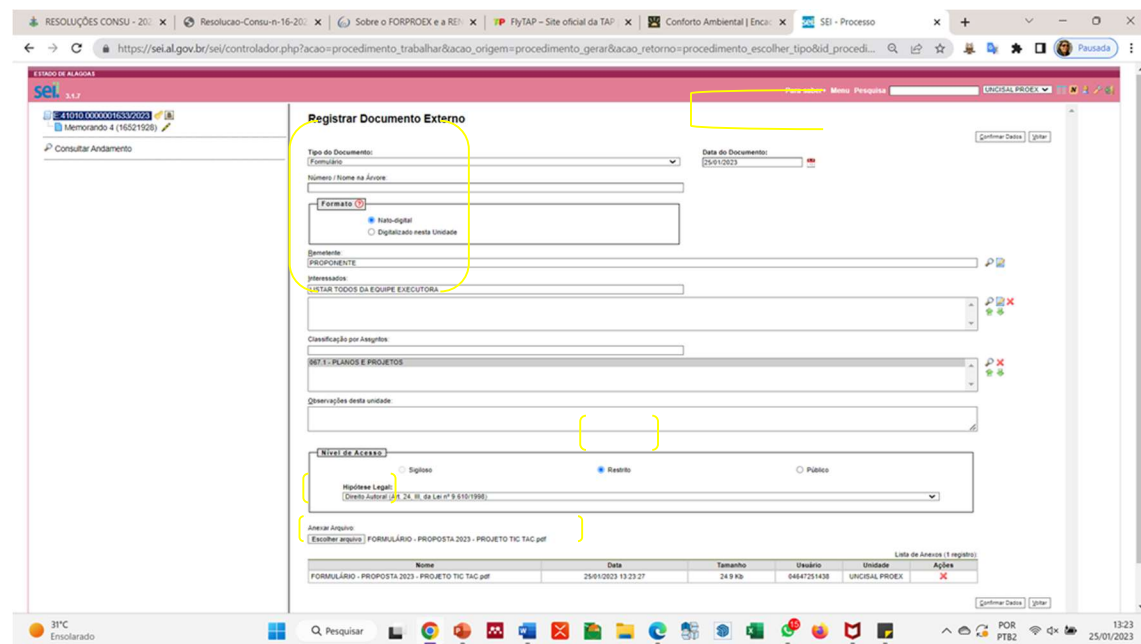 RESOLUÇÕES CONSU - 202
Resolucao-Consu-n-16-202
Sobre o FORPROEX e a REN
FlyTAP – Site oficial da TAP
Conforto Ambiental | Encac
SEI - Processo
https://sei.al.gov.br/sei/controlador.php?acao=procedimento_trabalhar&acao_origem=procedimento_gerar&acao_retorno=procedimento_escolher_tipo&id_procedi...
Pausada
ESTADO DE ALAGOAS
sei. 3.1.7
Para saber+ Menu Pesquisa UNCISAL PROEX
E:41010.0000001633/2023
Memorando 4 (16521928)
Consultar Andamento
Registrar Documento Externo
Confirmar Dados Voltar
Tipo do Documento:
Formulário
Data do Documento:
25/01/2023
Número / Nome na Árvore:
Formato
Nato-digital
Digitalizado nesta Unidade
Remetente:
PROPONENTE
Interessados:
LISTAR TODOS DA EQUIPE EXECUTORA
Classificação por Assuntos:
067.1 - PLANOS E PROJETOS
Observações desta unidade:
Nível de Acesso
Sigiloso Restrito Público
Hipótese Legal:
Direito Autoral (Art. 24, III, da Lei nº 9.610/1998)
Anexar Arquivo:
Escolher arquivo FORMULÁRIO - PROPOSTA 2023 - PROJETO TIC TAC.pdf
Lista de Anexos (1 registro):
Nome Data Tamanho Usuário Unidade Ações
FORMULÁRIO - PROPOSTA 2023 - PROJETO TIC TAC.pdf 25/01/2023 13:23:27 24.9 Kb 04647251438 UNCISAL PROEX
Confirmar Dados Voltar
31°C
Ensolarado
Pesquisar
POR
PTB2
13:23
25/01/2023